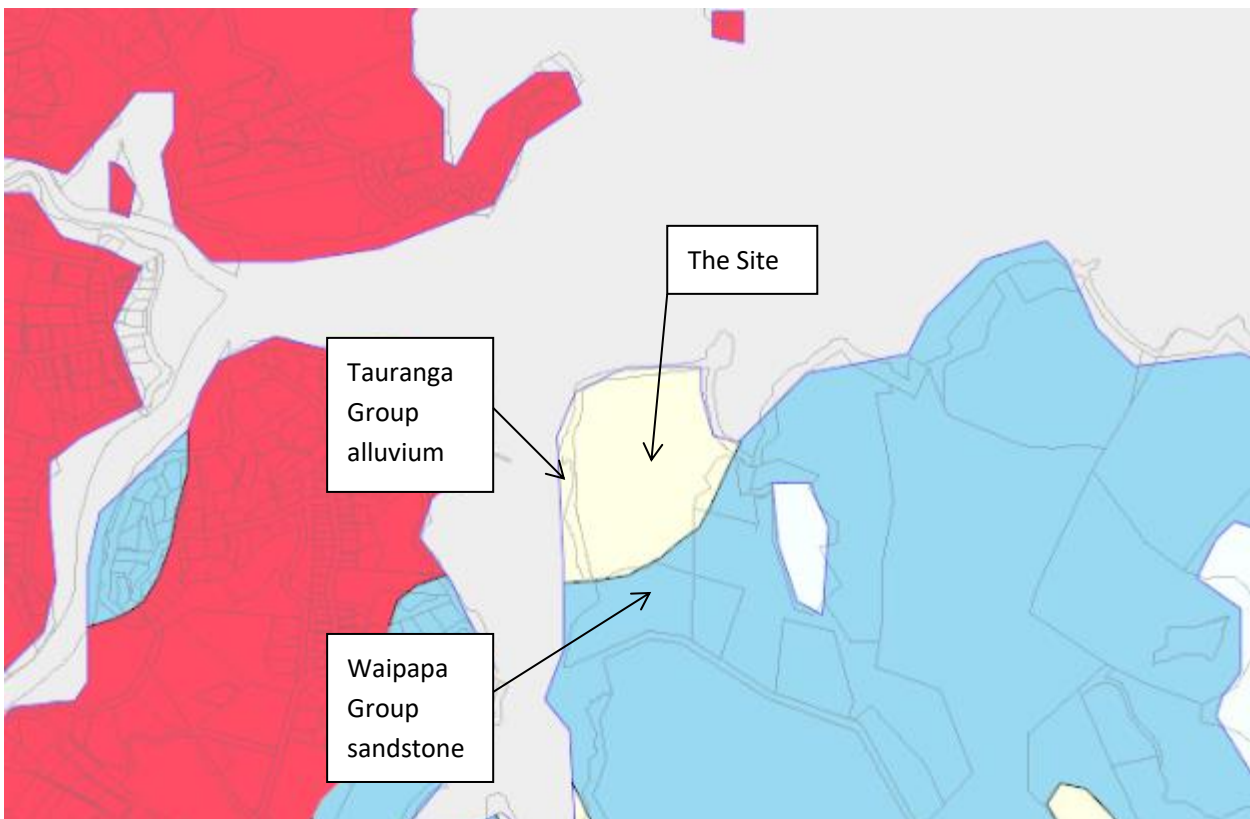 The Site
Tauranga
Group
alluvium
Waipapa
Group
sandstone